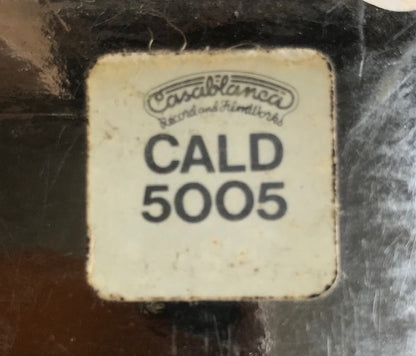 Casablanca
Record and FilmWorks
CALD
5005